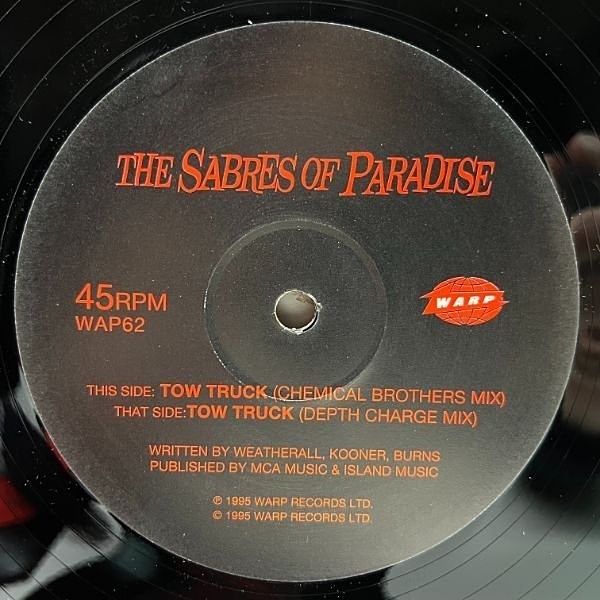 THE SABRES OF PARADISE
45RPM
WAP62
WARP
THIS SIDE: TOW TRUCK (CHEMICAL BROTHERS MIX)
THAT SIDE:TOW TRUCK (DEPTH CHARGE MIX)
WRITTEN BY WEATHERALL, KOONER, BURNS
PUBLISHED BY MCA MUSIC & ISLAND MUSIC
℗ 1995 WARP RECORDS LTD.
© 1995 WARP RECORDS LTD.